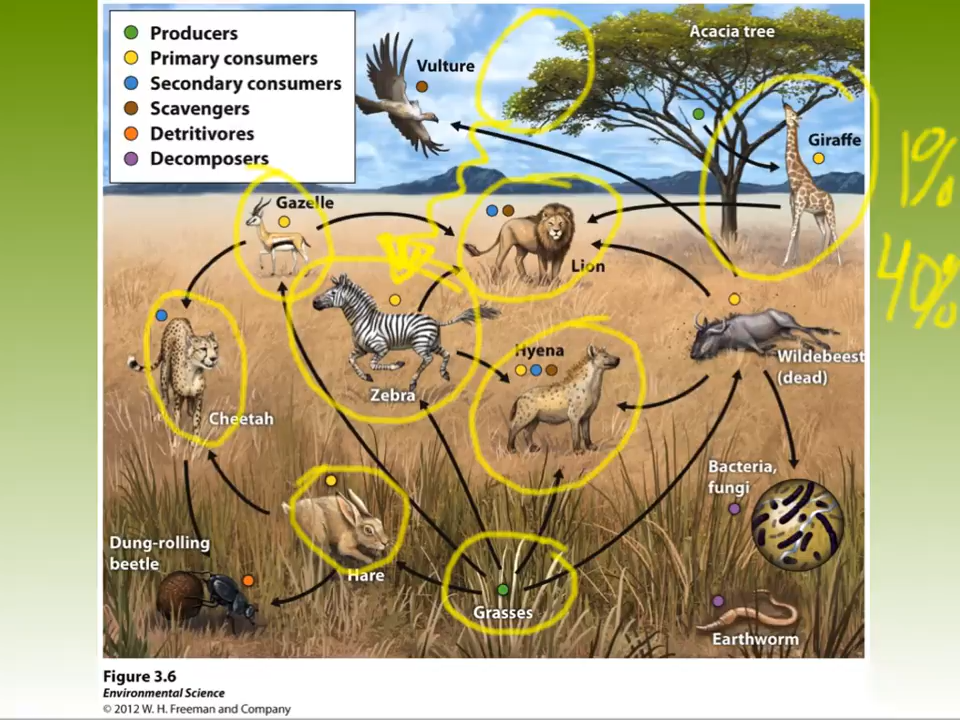 Producers
Primary consumers
Secondary consumers
Scavengers
Detritivores
Decomposers
Vulture
Acacia tree
Giraffe
1%
40%
Gazelle
Lion
Zebra
Hyena
Wildebeest
(dead)
Cheetah
Bacteria,
fungi
Dung-rolling
beetle
Hare
Grasses
Earthworm
Figure 3.6
Environmental Science
© 2012 W. H. Freeman and Company